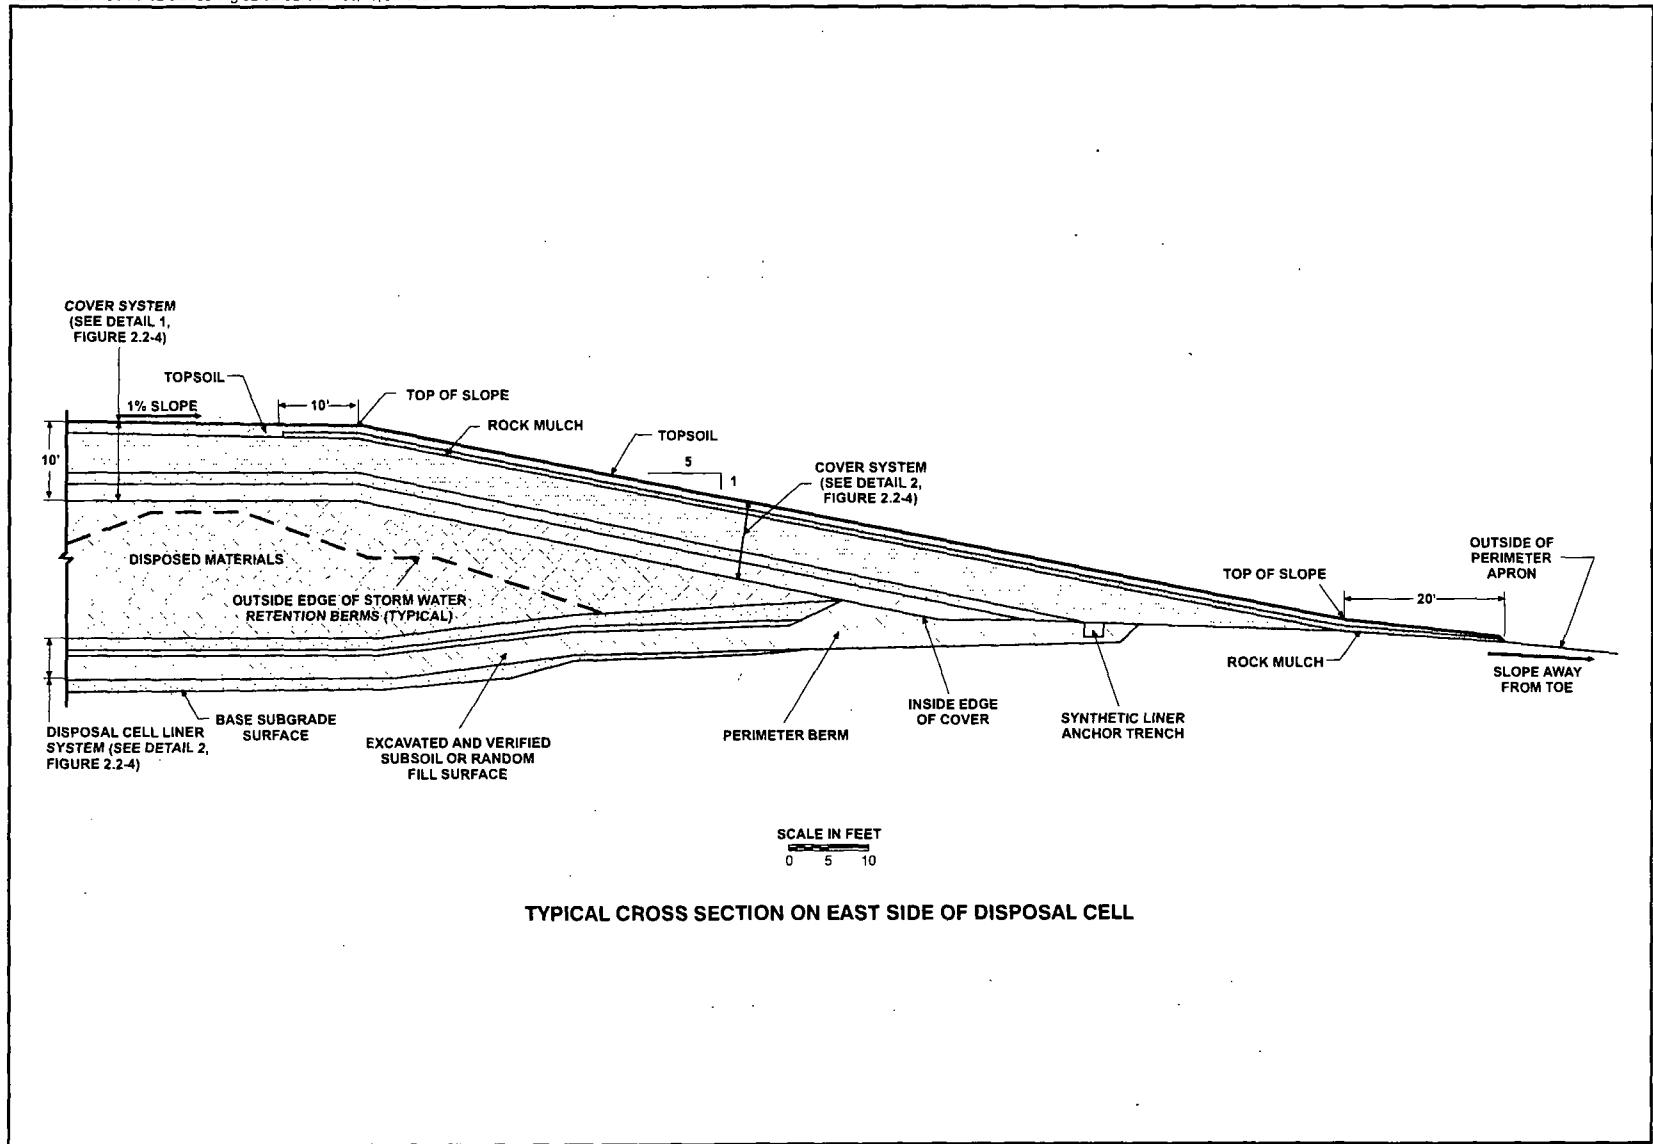 COVER SYSTEM
(SEE DETAIL 1,
FIGURE 2.2-4)
TOPSOIL
1% SLOPE
10'
TOP OF SLOPE
ROCK MULCH
TOPSOIL
5
1
10'
COVER SYSTEM
(SEE DETAIL 2,
FIGURE 2.2-4)
DISPOSED MATERIALS
OUTSIDE EDGE OF STORM WATER
RETENTION BERMS (TYPICAL)
TOP OF SLOPE
OUTSIDE OF
PERIMETER
APRON
20'
ROCK MULCH
SLOPE AWAY
FROM TOE
DISPOSAL CELL LINER
SYSTEM (SEE DETAIL 2,
FIGURE 2.2-4)
BASE SUBGRADE
SURFACE
EXCAVATED AND VERIFIED
SUBSOIL OR RANDOM
FILL SURFACE
PERIMETER BERM
INSIDE EDGE
OF COVER
SYNTHETIC LINER
ANCHOR TRENCH
SCALE IN FEET
0 5 10
TYPICAL CROSS SECTION ON EAST SIDE OF DISPOSAL CELL